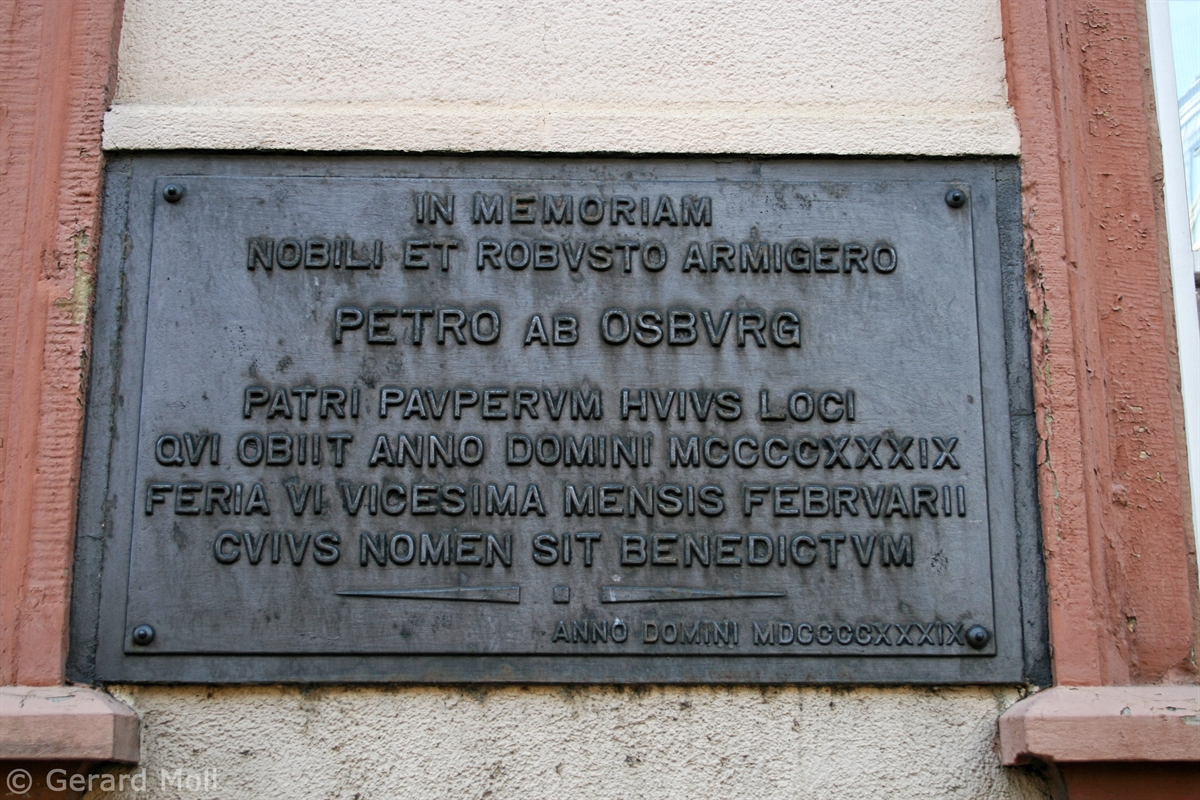 IN MEMORIAM
NOBILI ET ROBVSTO ARMIGERO
PETRO AB OSBVRG
PATRI PAVPERVM HVIVS LOCI
QVI OBIIT ANNO DOMINI MCCCCXXXIX
FERIA VI VICESIMA MENSIS FEBRVARII
CVIVS NOMEN SIT BENEDICTVM
ANNO DOMINI MDCCCCXXXIX
© Gerard Moll